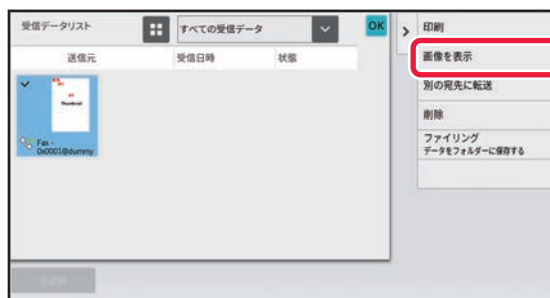 受信データリスト
すべての受信データ
OK
送信元
受信日時
状態
Thumbnail
Fax -
0x0001@dummy
印刷
画像を表示
別の宛先に転送
削除
ファイリング
データをフォルダーに保存する